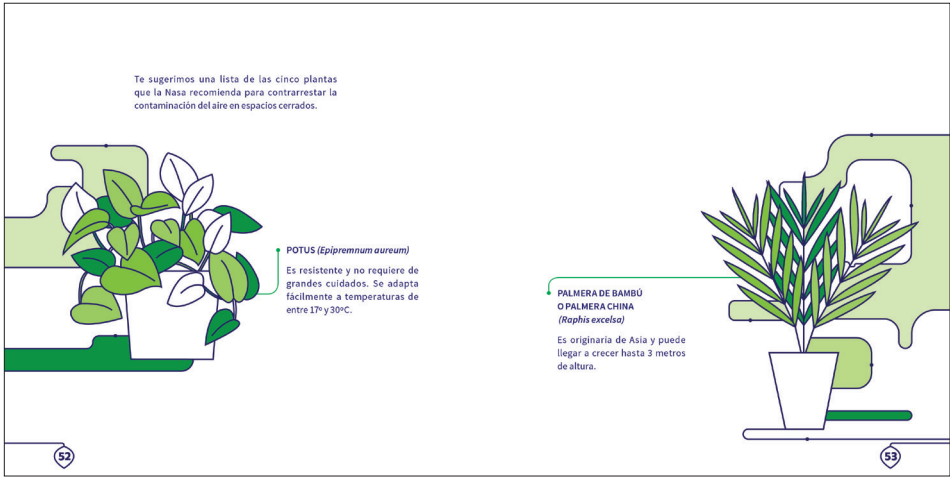 Te sugerimos una lista de las cinco plantas
que la Nasa recomienda para contrarrestar la
contaminación del aire en espacios cerrados.
POTUS (Epipremnum aureum)
Es resistente y no requiere de
grandes cuidados. Se adapta
fácilmente a temperaturas de
entre 17º y 30ºC.
PALMERA DE BAMBÚ
O PALMERA CHINA
(Raphis excelsa)
Es originaria de Asia y puede
llegar a crecer hasta 3 metros
de altura.
52
53